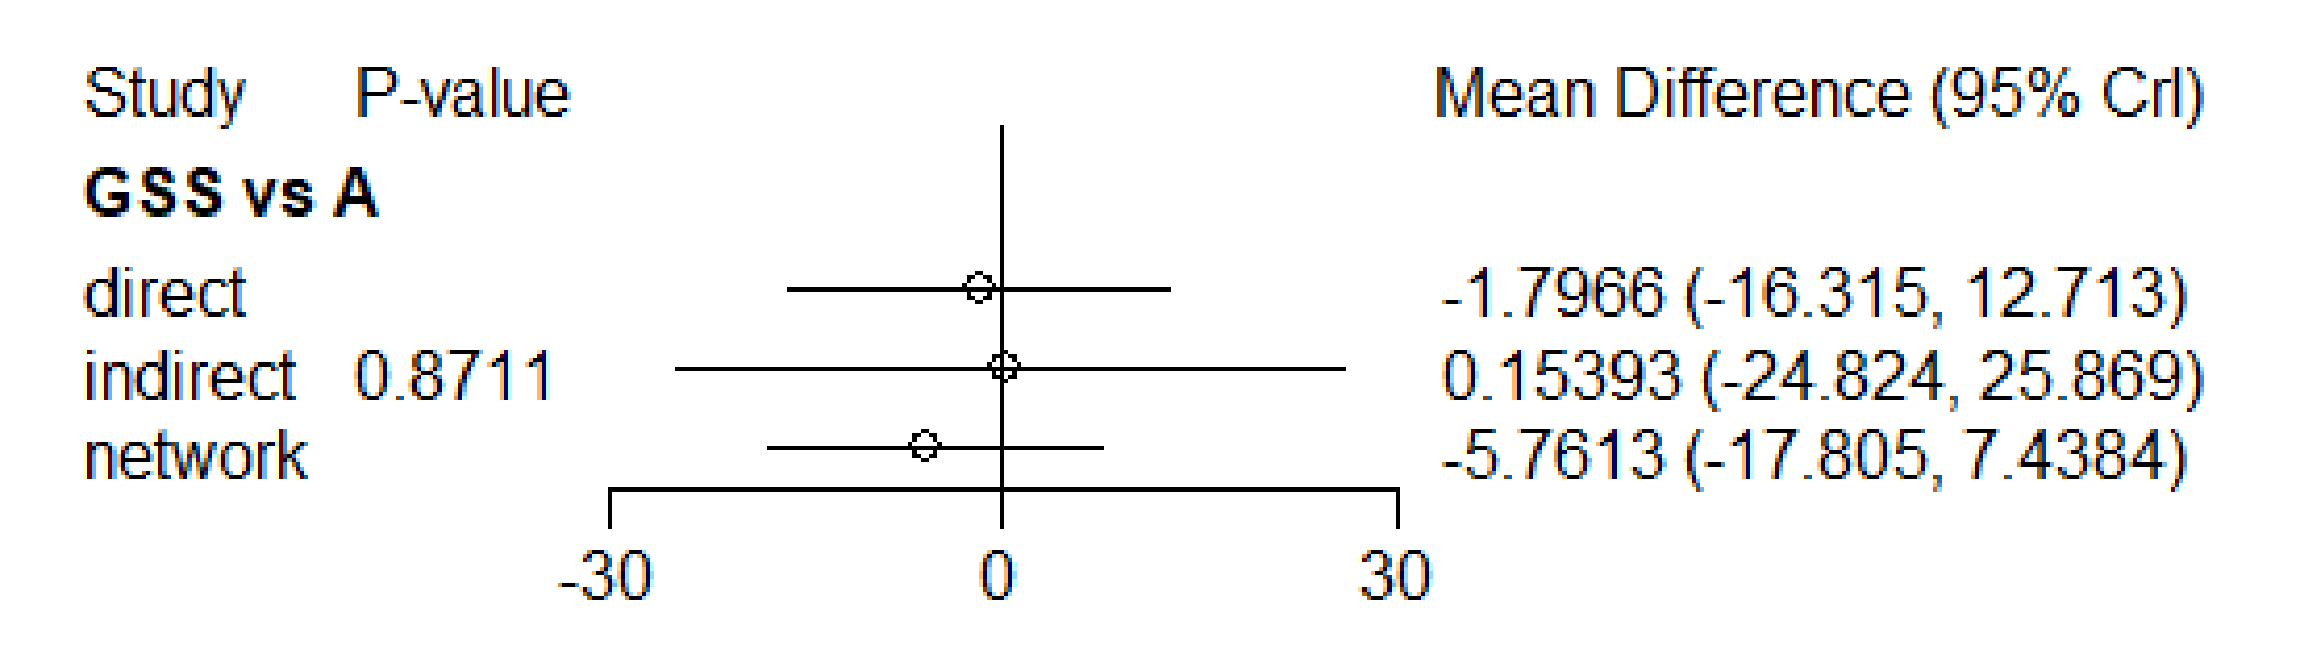 Study P-value Mean Difference (95% CrI)
GSS vs A
direct -1.7966 (-16.315, 12.713)
indirect 0.8711 0.15393 (-24.824, 25.869)
network -5.7613 (-17.805, 7.4384)
-30 0 30